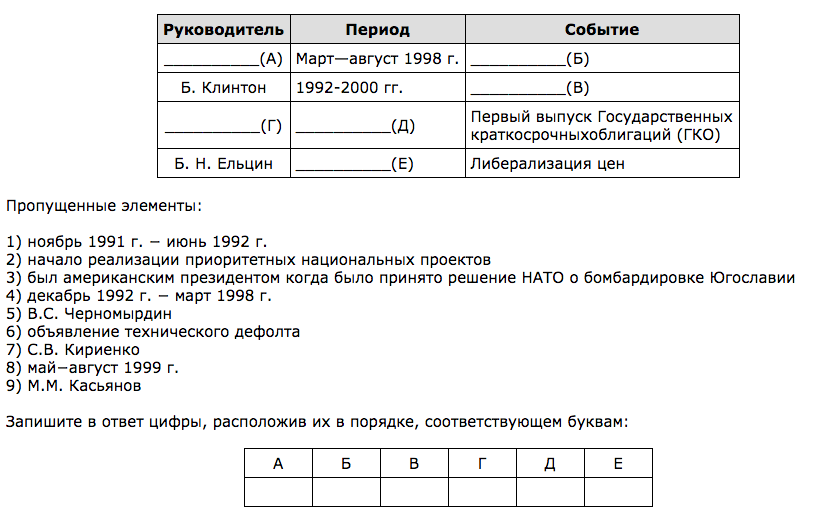 Руководитель Период Событие
__________(А) Март—август 1998 г. __________(Б)
Б. Клинтон 1992-2000 гг. __________(В)
__________(Г) __________(Д) Первый выпуск Государственных
краткосрочныхоблигаций (ГКО)
Б. Н. Ельцин __________(Е) Либерализация цен
Пропущенные элементы:
1) ноябрь 1991 г. − июнь 1992 г.
2) начало реализации приоритетных национальных проектов
3) был американским президентом когда было принято решение НАТО о бомбардировке Югославии
4) декабрь 1992 г. − март 1998 г.
5) В.С. Черномырдин
6) объявление технического дефолта
7) С.В. Кириенко
8) май−август 1999 г.
9) М.М. Касьянов
Запишите в ответ цифры, расположив их в порядке, соответствующем буквам:
А Б В Г Д Е